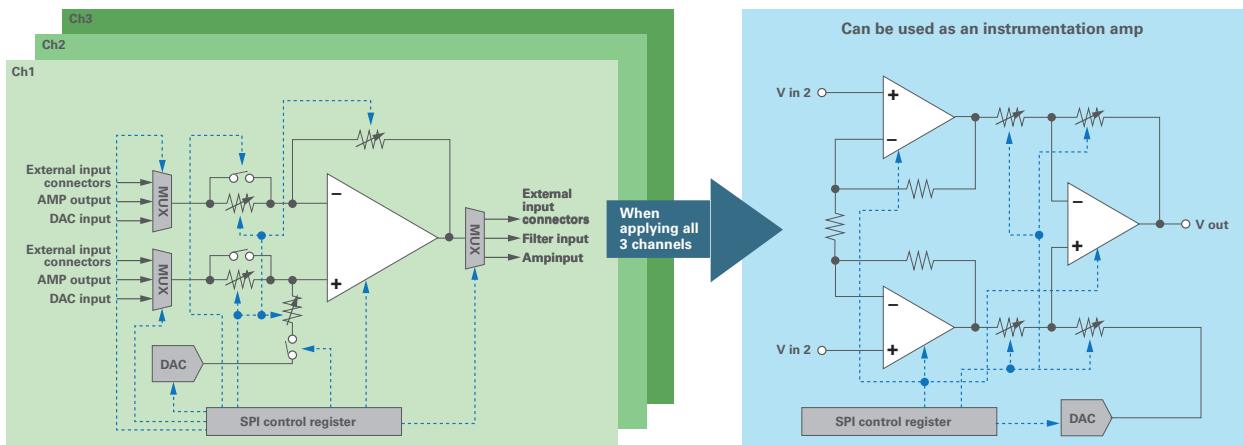 Ch3
Ch2
Ch1
External input
connectors
AMP output
DAC input
MUX
External input
connectors
AMP output
DAC input
MUX
DAC
SPI control register
MUX
External
input
connectors
Filter input
Ampinput
When
applying all
3 channels
Can be used as an instrumentation amp
V in 2
V out
V in 2
SPI control register
DAC